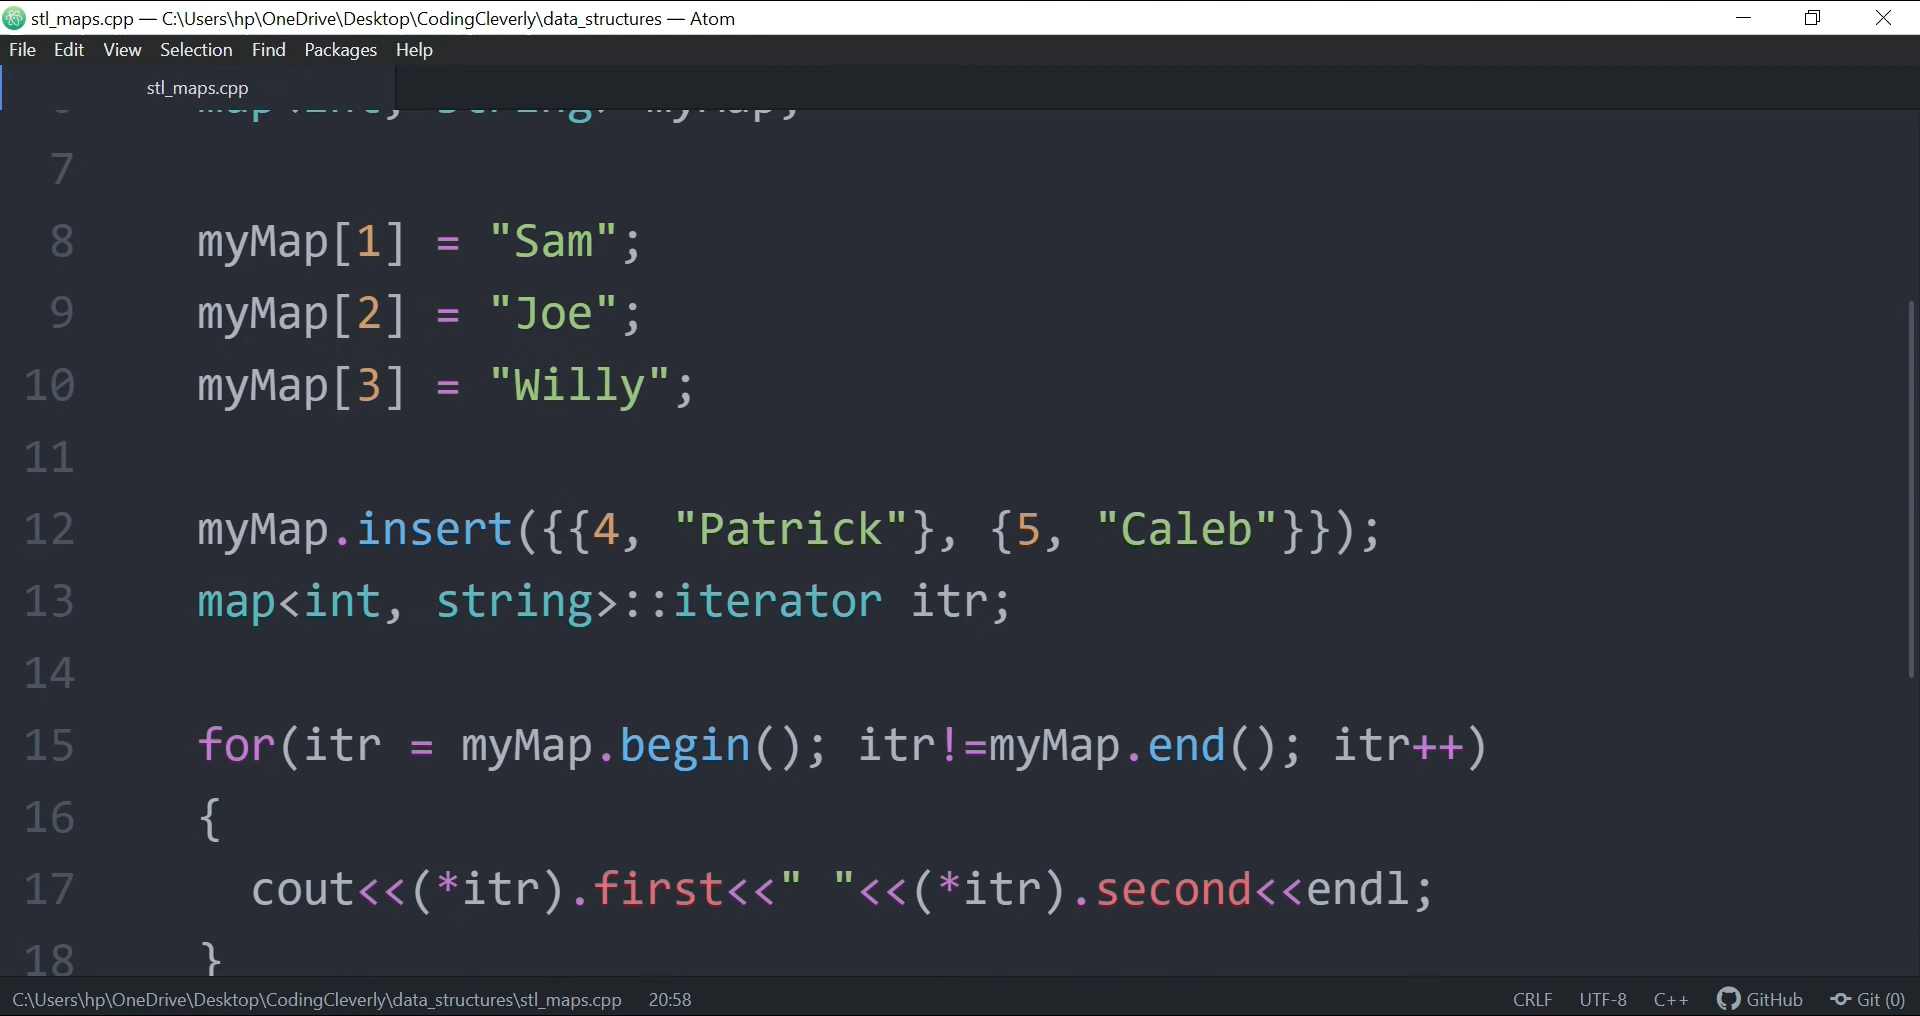 stl_maps.cpp — C:\Users\hp\OneDrive\Desktop\CodingCleverly\data_structures — Atom
File Edit View Selection Find Packages Help
stl_maps.cpp
7
8 myMap[1] = "Sam";
9 myMap[2] = "Joe";
10 myMap[3] = "Willy";
11
12 myMap.insert({{4, "Patrick"}, {5, "Caleb"}});
13 map<int, string>::iterator itr;
14
15 for(itr = myMap.begin(); itr!=myMap.end(); itr++)
16 {
17 cout<<(*itr).first<<" "<<(*itr).second<<endl;
18 }
C:\Users\hp\OneDrive\Desktop\CodingCleverly\data_structures\stl_maps.cpp 20:58 CRLF UTF-8 C++ GitHub Git (0)